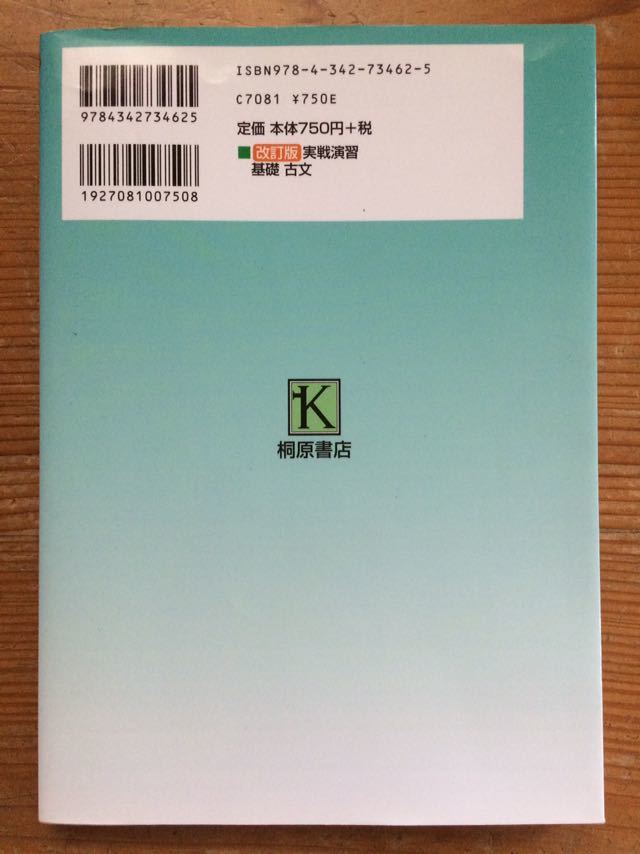 ISBN978-4-342-73462-5
9784342734625
C7081 ¥750E
定価 本体750円+税
■改訂版 実戦演習
基礎 古文
1927081007508
K
桐原書店